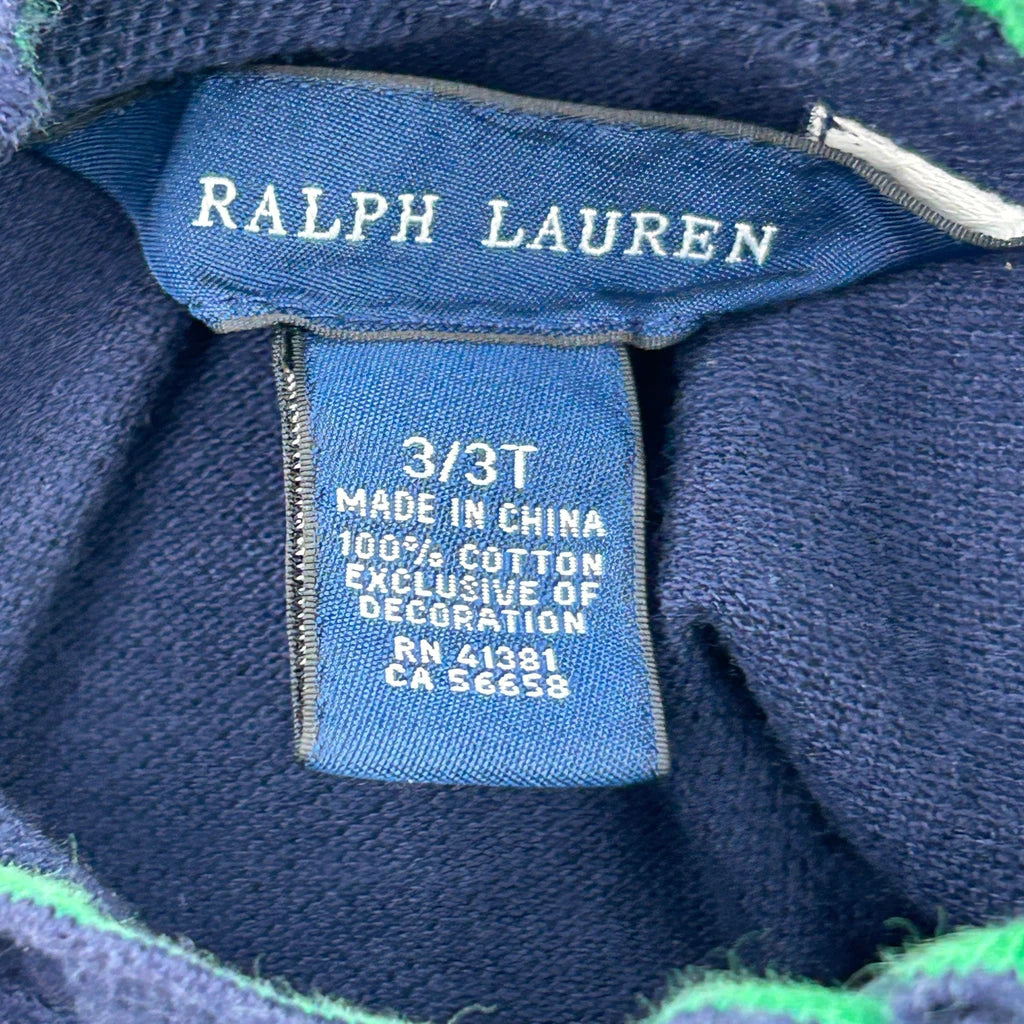 RALPH LAUREN
3/3T
MADE IN CHINA
100% COTTON
EXCLUSIVE OF
DECORATION
RN 41381
CA 56658